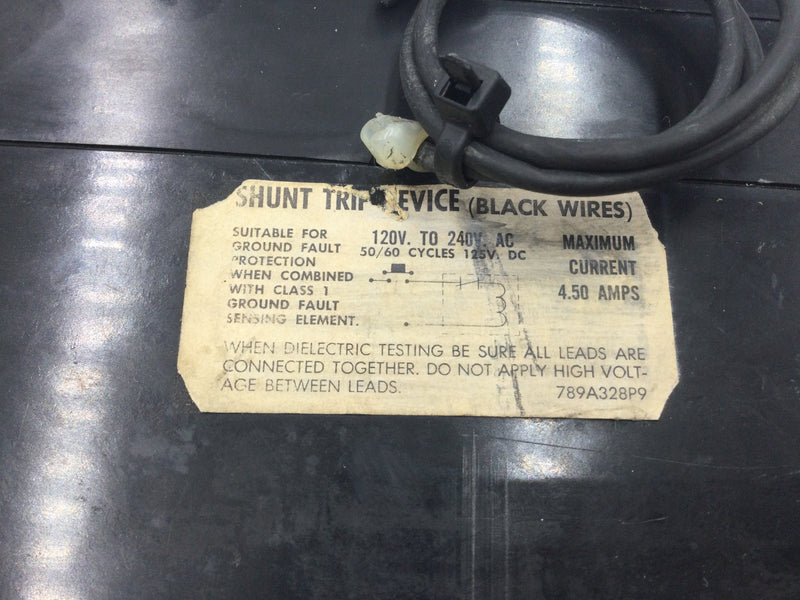 SHUNT TRIP DEVICE (BLACK WIRES)
SUITABLE FOR
GROUND FAULT
PROTECTION
WHEN COMBINED
WITH CLASS 1
GROUND FAULT
SENSING ELEMENT.
120V. TO 240V. AC
50/60 CYCLES 125V. DC
MAXIMUM
CURRENT
4.50 AMPS
WHEN DIELECTRIC TESTING BE SURE ALL LEADS ARE
CONNECTED TOGETHER. DO NOT APPLY HIGH VOLT-
AGE BETWEEN LEADS.
789A328P9